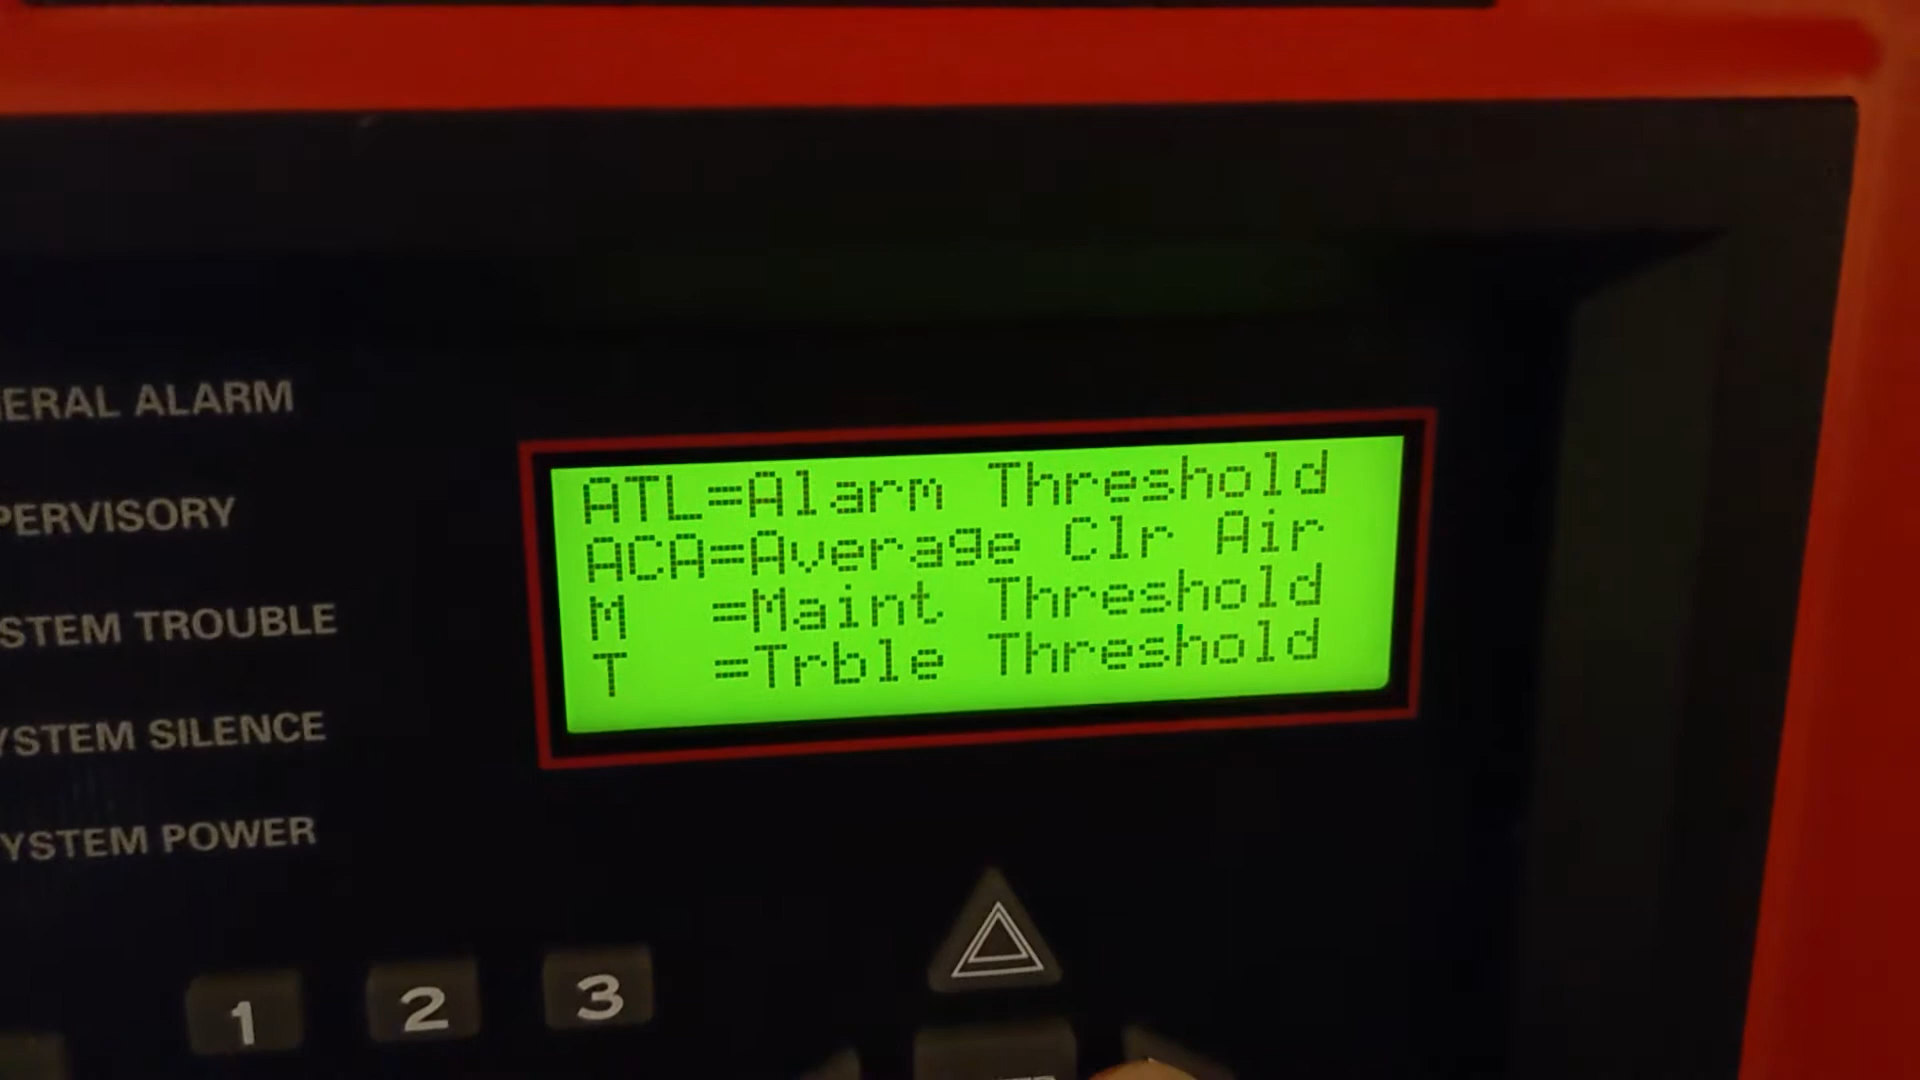 ERAL ALARM
PERVISORY
STEM TROUBLE
YSTEM SILENCE
YSTEM POWER
ATL=Alarm Threshold
ACA=Average Clr Air
M  =Maint Threshold
T  =Trble Threshold
1 2 3